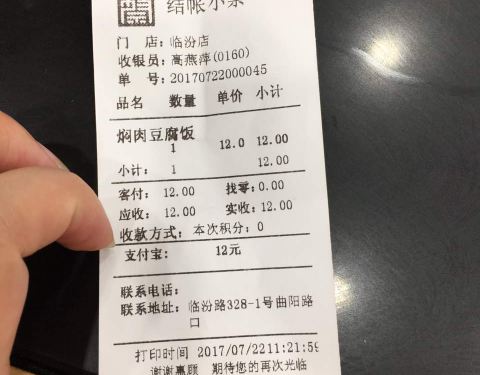 结帐小票
门 店：临汾店
收银员：高燕萍(0160)
单 号：20170722000045
品名 数量 单价 小计
焖肉豆腐饭
1 12.0 12.00
小计： 1 12.00
客付： 12.00 找零：0.00
应收： 12.00 实收：12.00
收款方式： 本次积分：0
支付宝： 12元
联系电话：
联系地址： 临汾路328-1号曲阳路
口
打印时间 2017/07/2211:21:59
谢谢惠顾 期待您的再次光临